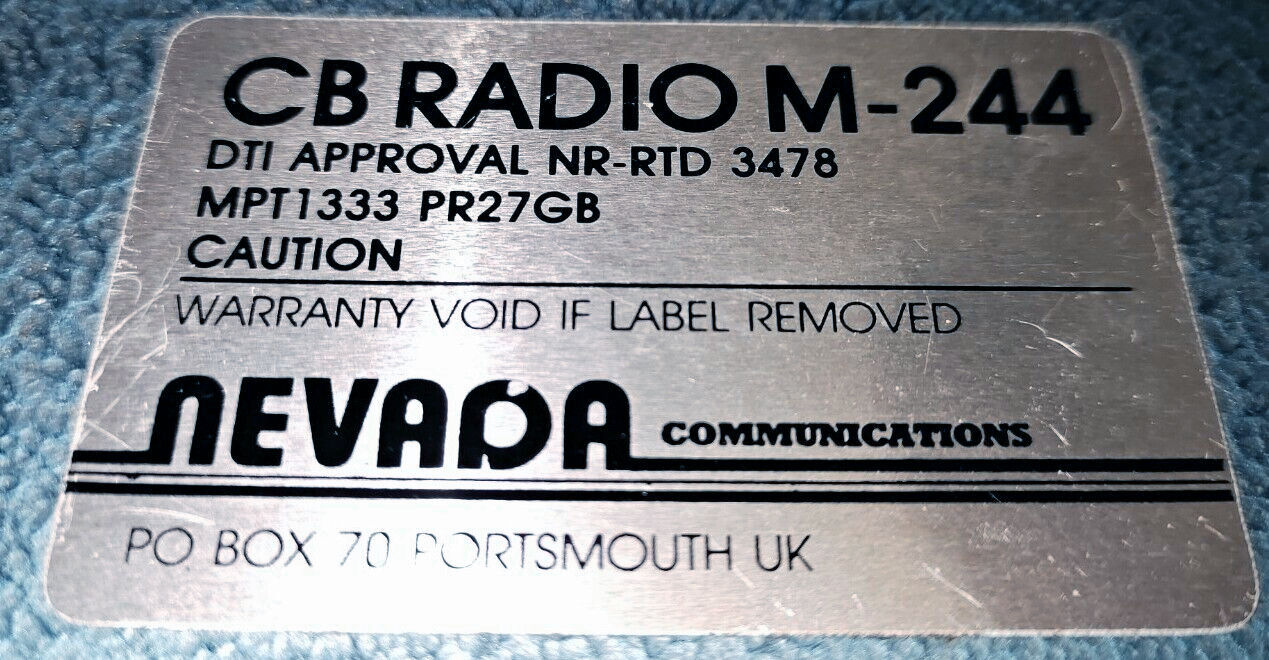 CB RADIO M-244
DTI APPROVAL NR-RTD 3478
MPT1333 PR27GB
CAUTION
WARRANTY VOID IF LABEL REMOVED
NEVADA COMMUNICATIONS
PO BOX 70 PORTSMOUTH UK